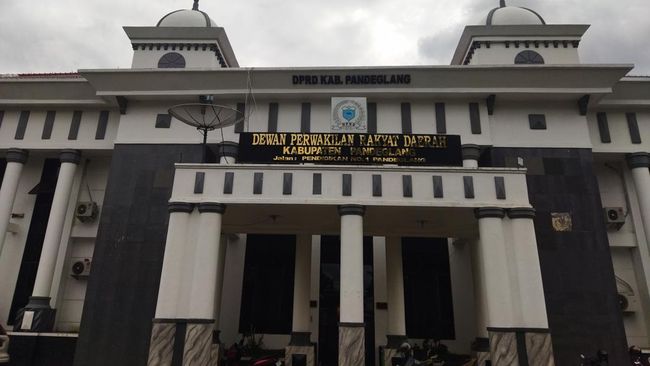 DPRD KAB. PANDEGLANG
DEWAN PERWAKILAN RAKYAT DAERAH
KABUPATEN PANDEGLANG
Jalan : PENDIDIKAN NO. 1 PANDEGLANG